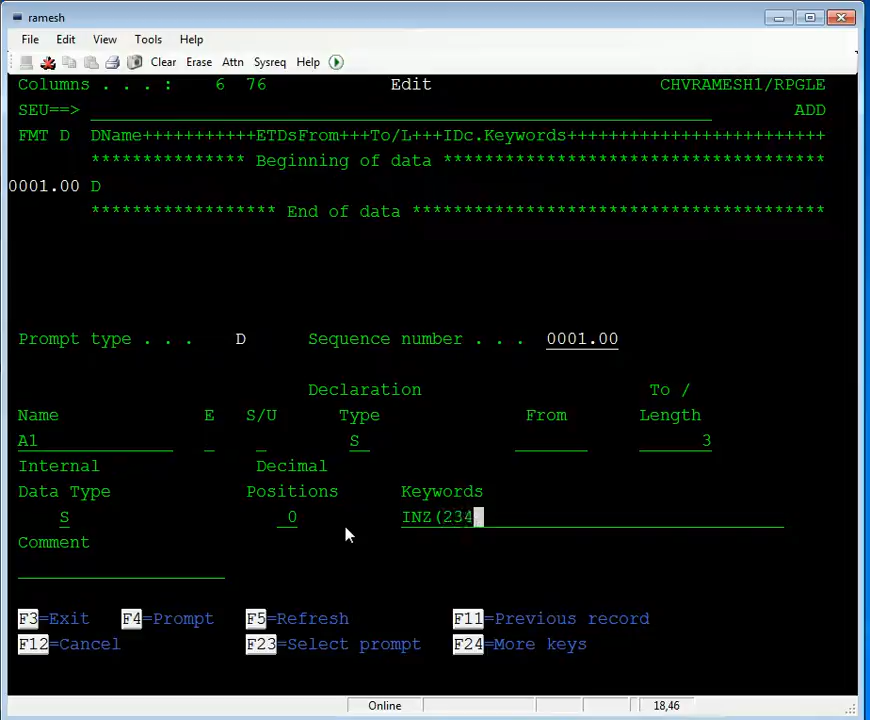 ramesh
File Edit View Tools Help
Clear Erase Attn Sysreq Help
Columns . . . : 6 76 Edit CHVRAMESH1/RPGLE
SEU==> ADD
FMT D DName+++++++++++ETDsFrom+++To/L+++IDc.Keywords+++++++++++++++++++++++++
*************** Beginning of data *************************************
0001.00 D
****************** End of data ****************************************
Prompt type . . . D Sequence number . . . 0001.00
Declaration To /
Name E S/U Type From Length
A1 S 3
Internal Decimal
Data Type Positions Keywords
S 0 INZ(234
Comment
F3=Exit F4=Prompt F5=Refresh F11=Previous record
F12=Cancel F23=Select prompt F24=More keys
Online 18,46